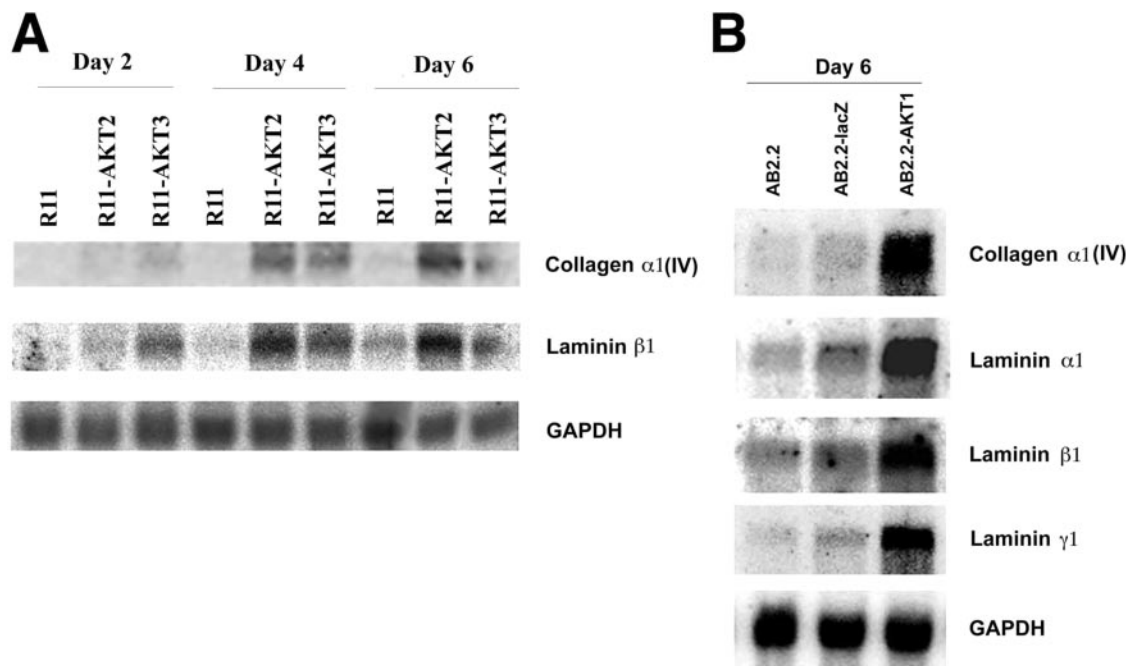 A
Day 2 Day 4 Day 6
R11 R11-AKT2 R11-AKT3 R11 R11-AKT2 R11-AKT3 R11 R11-AKT2 R11-AKT3
Collagen α1(IV)
Laminin β1
GAPDH
B
Day 6
AB2.2 AB2.2-lacZ AB2.2-AKT1
Collagen α1(IV)
Laminin α1
Laminin β1
Laminin γ1
GAPDH